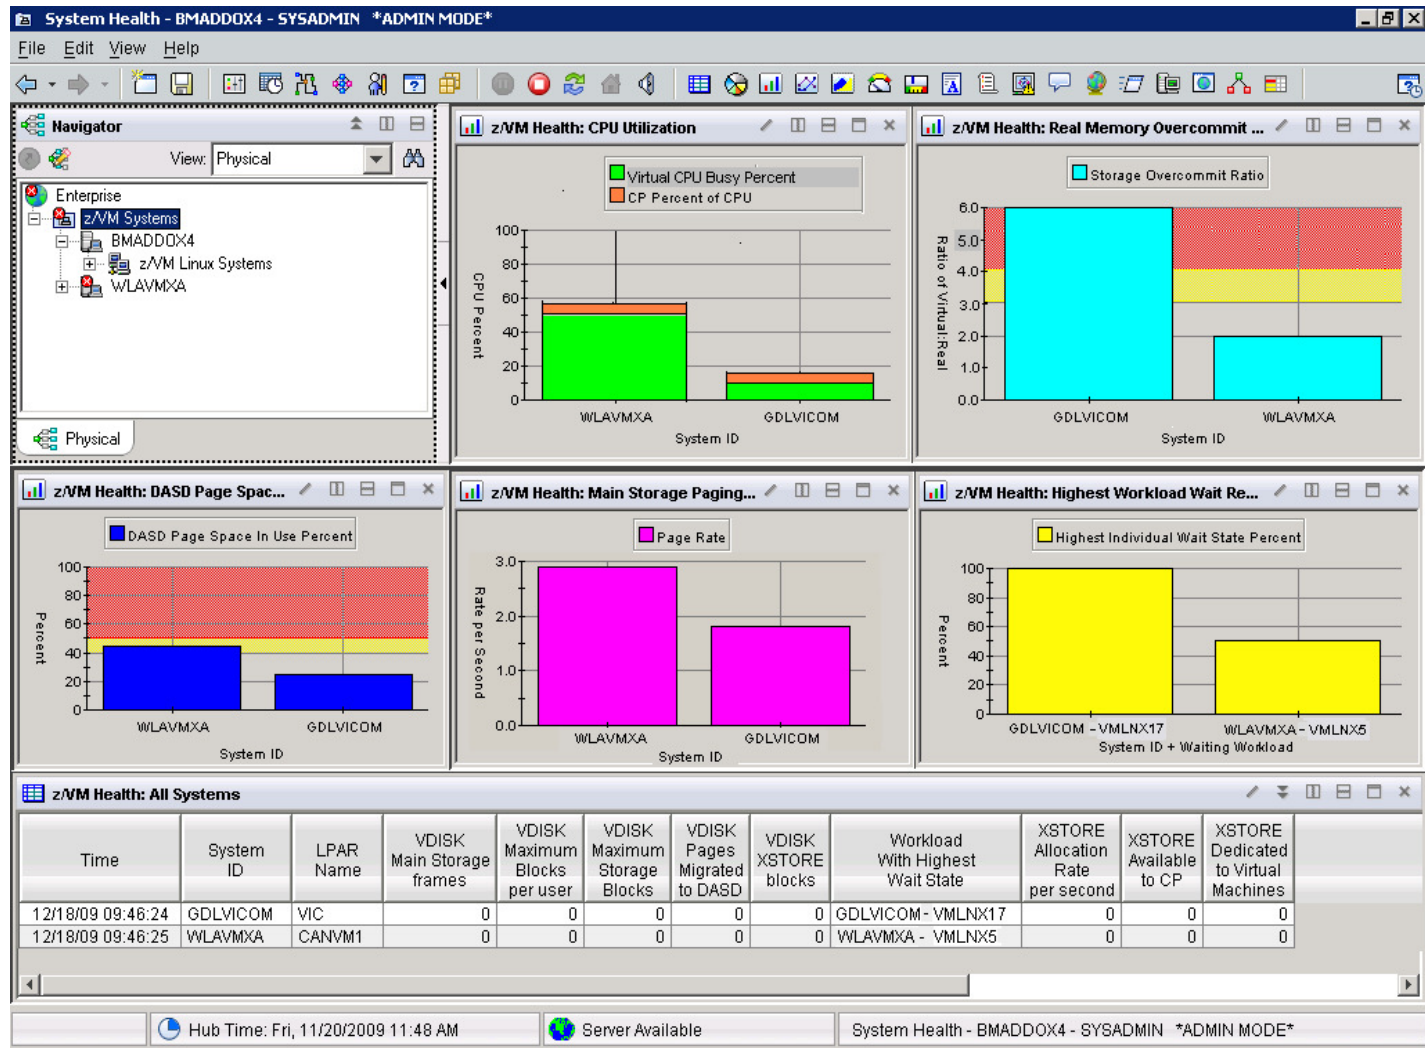 System Health - BMADDOX4 - SYSADMIN *ADMIN MODE*
File Edit View Help
Navigator
View: Physical
Enterprise
z/VM Systems
BMADDOX4
z/VM Linux Systems
WLAVMXA
Physical
z/VM Health: CPU Utilization
Virtual CPU Busy Percent
CP Percent of CPU
CPU Percent
100
80
60
40
20
0
WLAVMXA GDLVICOM
System ID
z/VM Health: Real Memory Overcommit ...
Storage Overcommit Ratio
Ratio of Virtual:Real
6.0
5.0
4.0
3.0
2.0
1.0
0.0
GDLVICOM WLAVMXA
System ID
z/VM Health: DASD Page Spac...
DASD Page Space In Use Percent
Percent
100
80
60
40
20
0
WLAVMXA GDLVICOM
System ID
z/VM Health: Main Storage Paging...
Page Rate
Rate per Second
3.0
2.0
1.0
0.0
WLAVMXA GDLVICOM
System ID
z/VM Health: Highest Workload Wait Re...
Highest Individual Wait State Percent
Percent
100
80
60
40
20
0
GDLVICOM - VMLNX17 WLAVMXA - VMLNX5
System ID + Waiting Workload
z/VM Health: All Systems
Time
System
ID
LPAR
Name
VDISK
Main Storage
frames
VDISK
Maximum
Blocks
per user
VDISK
Maximum
Storage
Blocks
VDISK
Pages
Migrated
to DASD
VDISK
XSTORE
blocks
Workload
With Highest
Wait State
XSTORE
Allocation
Rate
per second
XSTORE
Available
to CP
XSTORE
Dedicated
to Virtual
Machines
12/18/09 09:46:24 GDLVICOM VIC 0 0 0 0 0 GDLVICOM - VMLNX17 0 0 0
12/18/09 09:46:25 WLAVMXA CANVM1 0 0 0 0 0 WLAVMXA - VMLNX5 0 0 0
Hub Time: Fri, 11/20/2009 11:48 AM
Server Available
System Health - BMADDOX4 - SYSADMIN *ADMIN MODE*